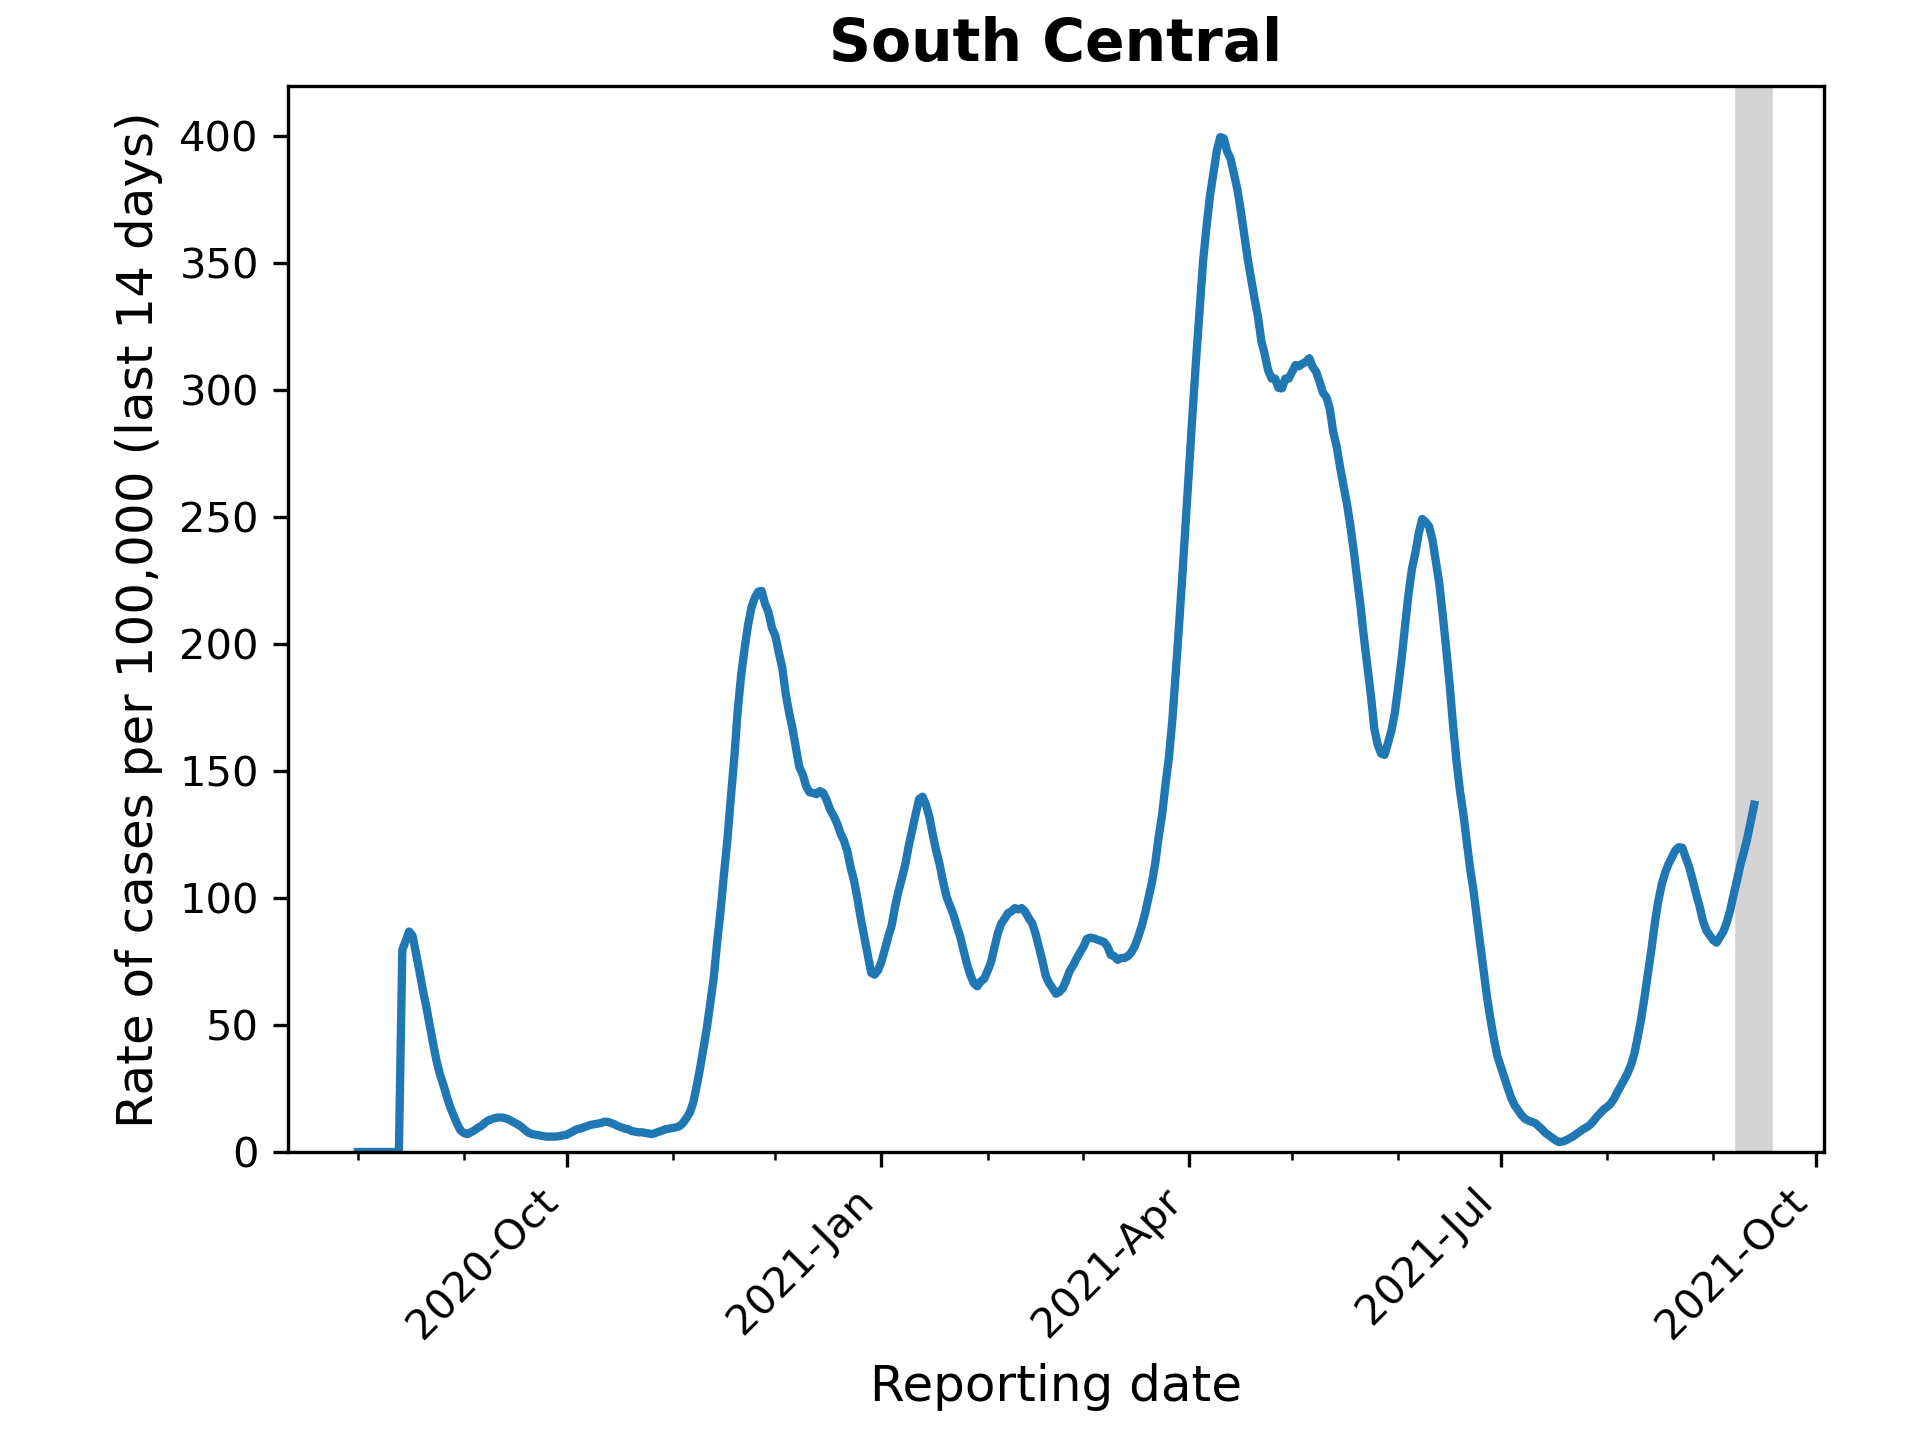 South Central
Rate of cases per 100,000 (last 14 days)
400
350
300
250
200
150
100
50
0
2020-Oct
2021-Jan
2021-Apr
2021-Jul
2021-Oct
Reporting date